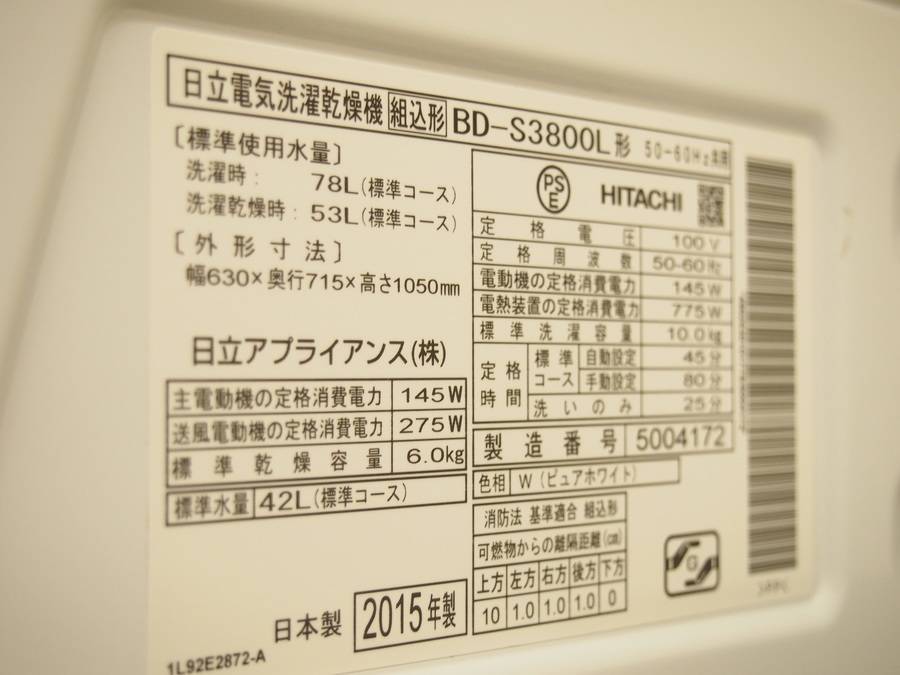 日立電気洗濯乾燥機 組込形 BD-S3800L形 50-60Hz共用
〔標準使用水量〕
洗濯時： 78L(標準コース)
洗濯乾燥時： 53L(標準コース)
〔外形寸法〕
幅630×奥行715×高さ1050mm
日立アプライアンス(株)
主電動機の定格消費電力 145W
送風電動機の定格消費電力 275W
標準乾燥容量 6.0kg
標準水量 42L(標準コース)
日本製 2015年製
1L92E2872-A
PSE HITACHI
定格電圧 100V
定格周波数 50-60Hz
電動機の定格消費電力 145W
電熱装置の定格消費電力 775W
標準洗濯容量 10.0kg
定格時間 標準コース 自動設定 45分
手動設定 80分
洗いのみ 25分
製造番号 5004172
色相 W(ピュアホワイト)
消防法 基準適合 組込形
可燃物からの離隔距離(cm)
上方 左方 右方 後方 下方
10 1.0 1.0 1.0 0
G